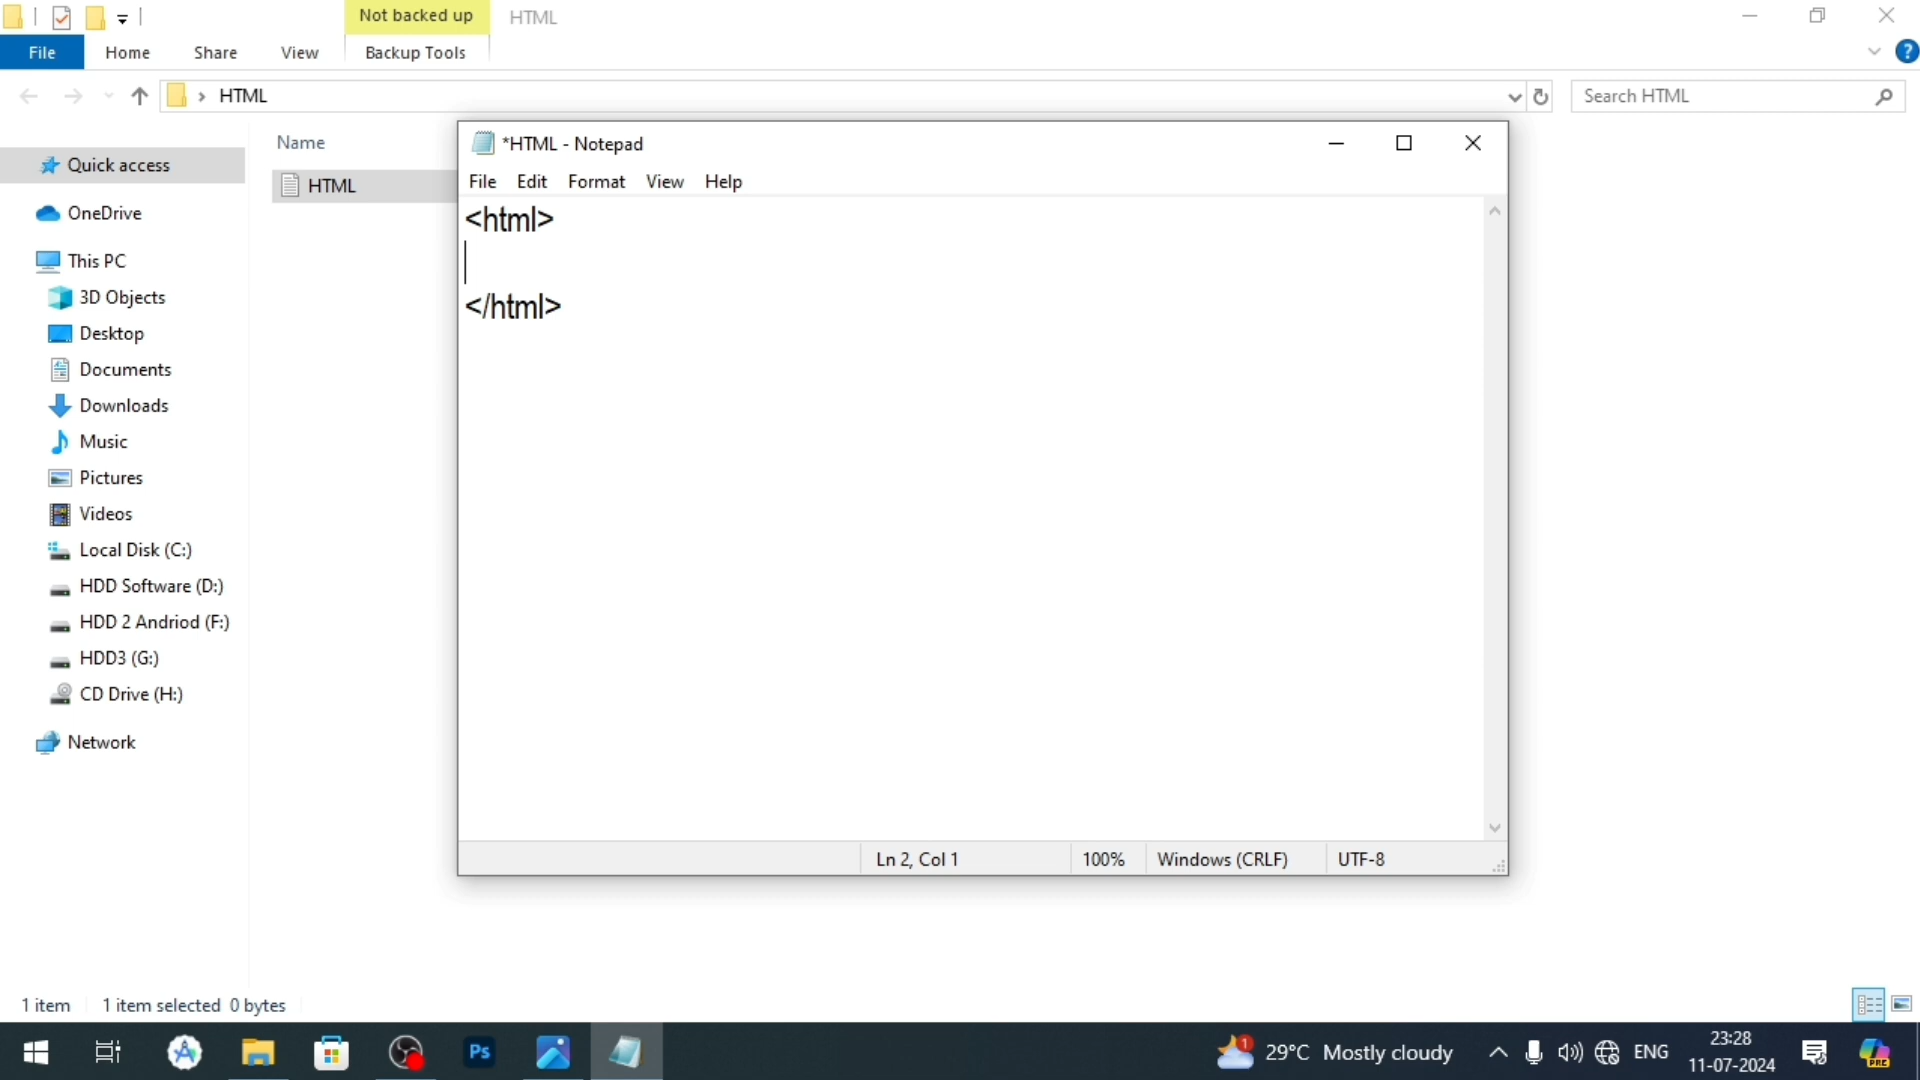 Not backed up
HTML
File
Home
Share
View
Backup Tools
?
HTML
Search HTML
Name
HTML
Quick access
OneDrive
This PC
3D Objects
Desktop
Documents
Downloads
Music
Pictures
Videos
Local Disk (C:)
HDD Software (D:)
HDD 2 Andriod (F:)
HDD3 (G:)
CD Drive (H:)
Network
*HTML - Notepad
File Edit Format View Help
<html>
</html>
Ln 2, Col 1
100%
Windows (CRLF)
UTF-8
1 item
1 item selected 0 bytes
Ps
1
29°C Mostly cloudy
ENG
23:28
11-07-2024
PRE